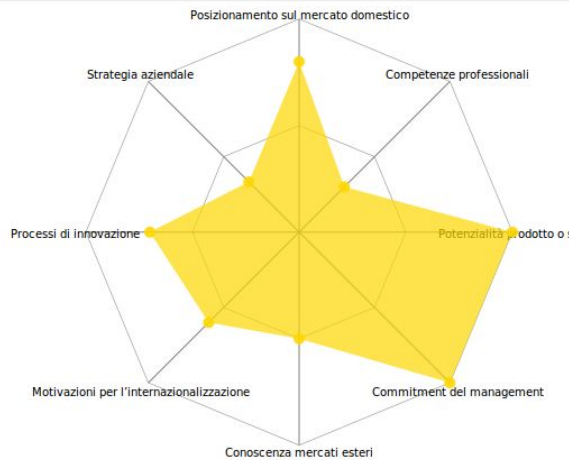 Posizionamento sul mercato domestico
Strategia aziendale
Competenze professionali
Processi di innovazione
Potenzialità prodotto o s
Motivazioni per l'internazionalizzazione
Commitment del management
Conoscenza mercati esteri